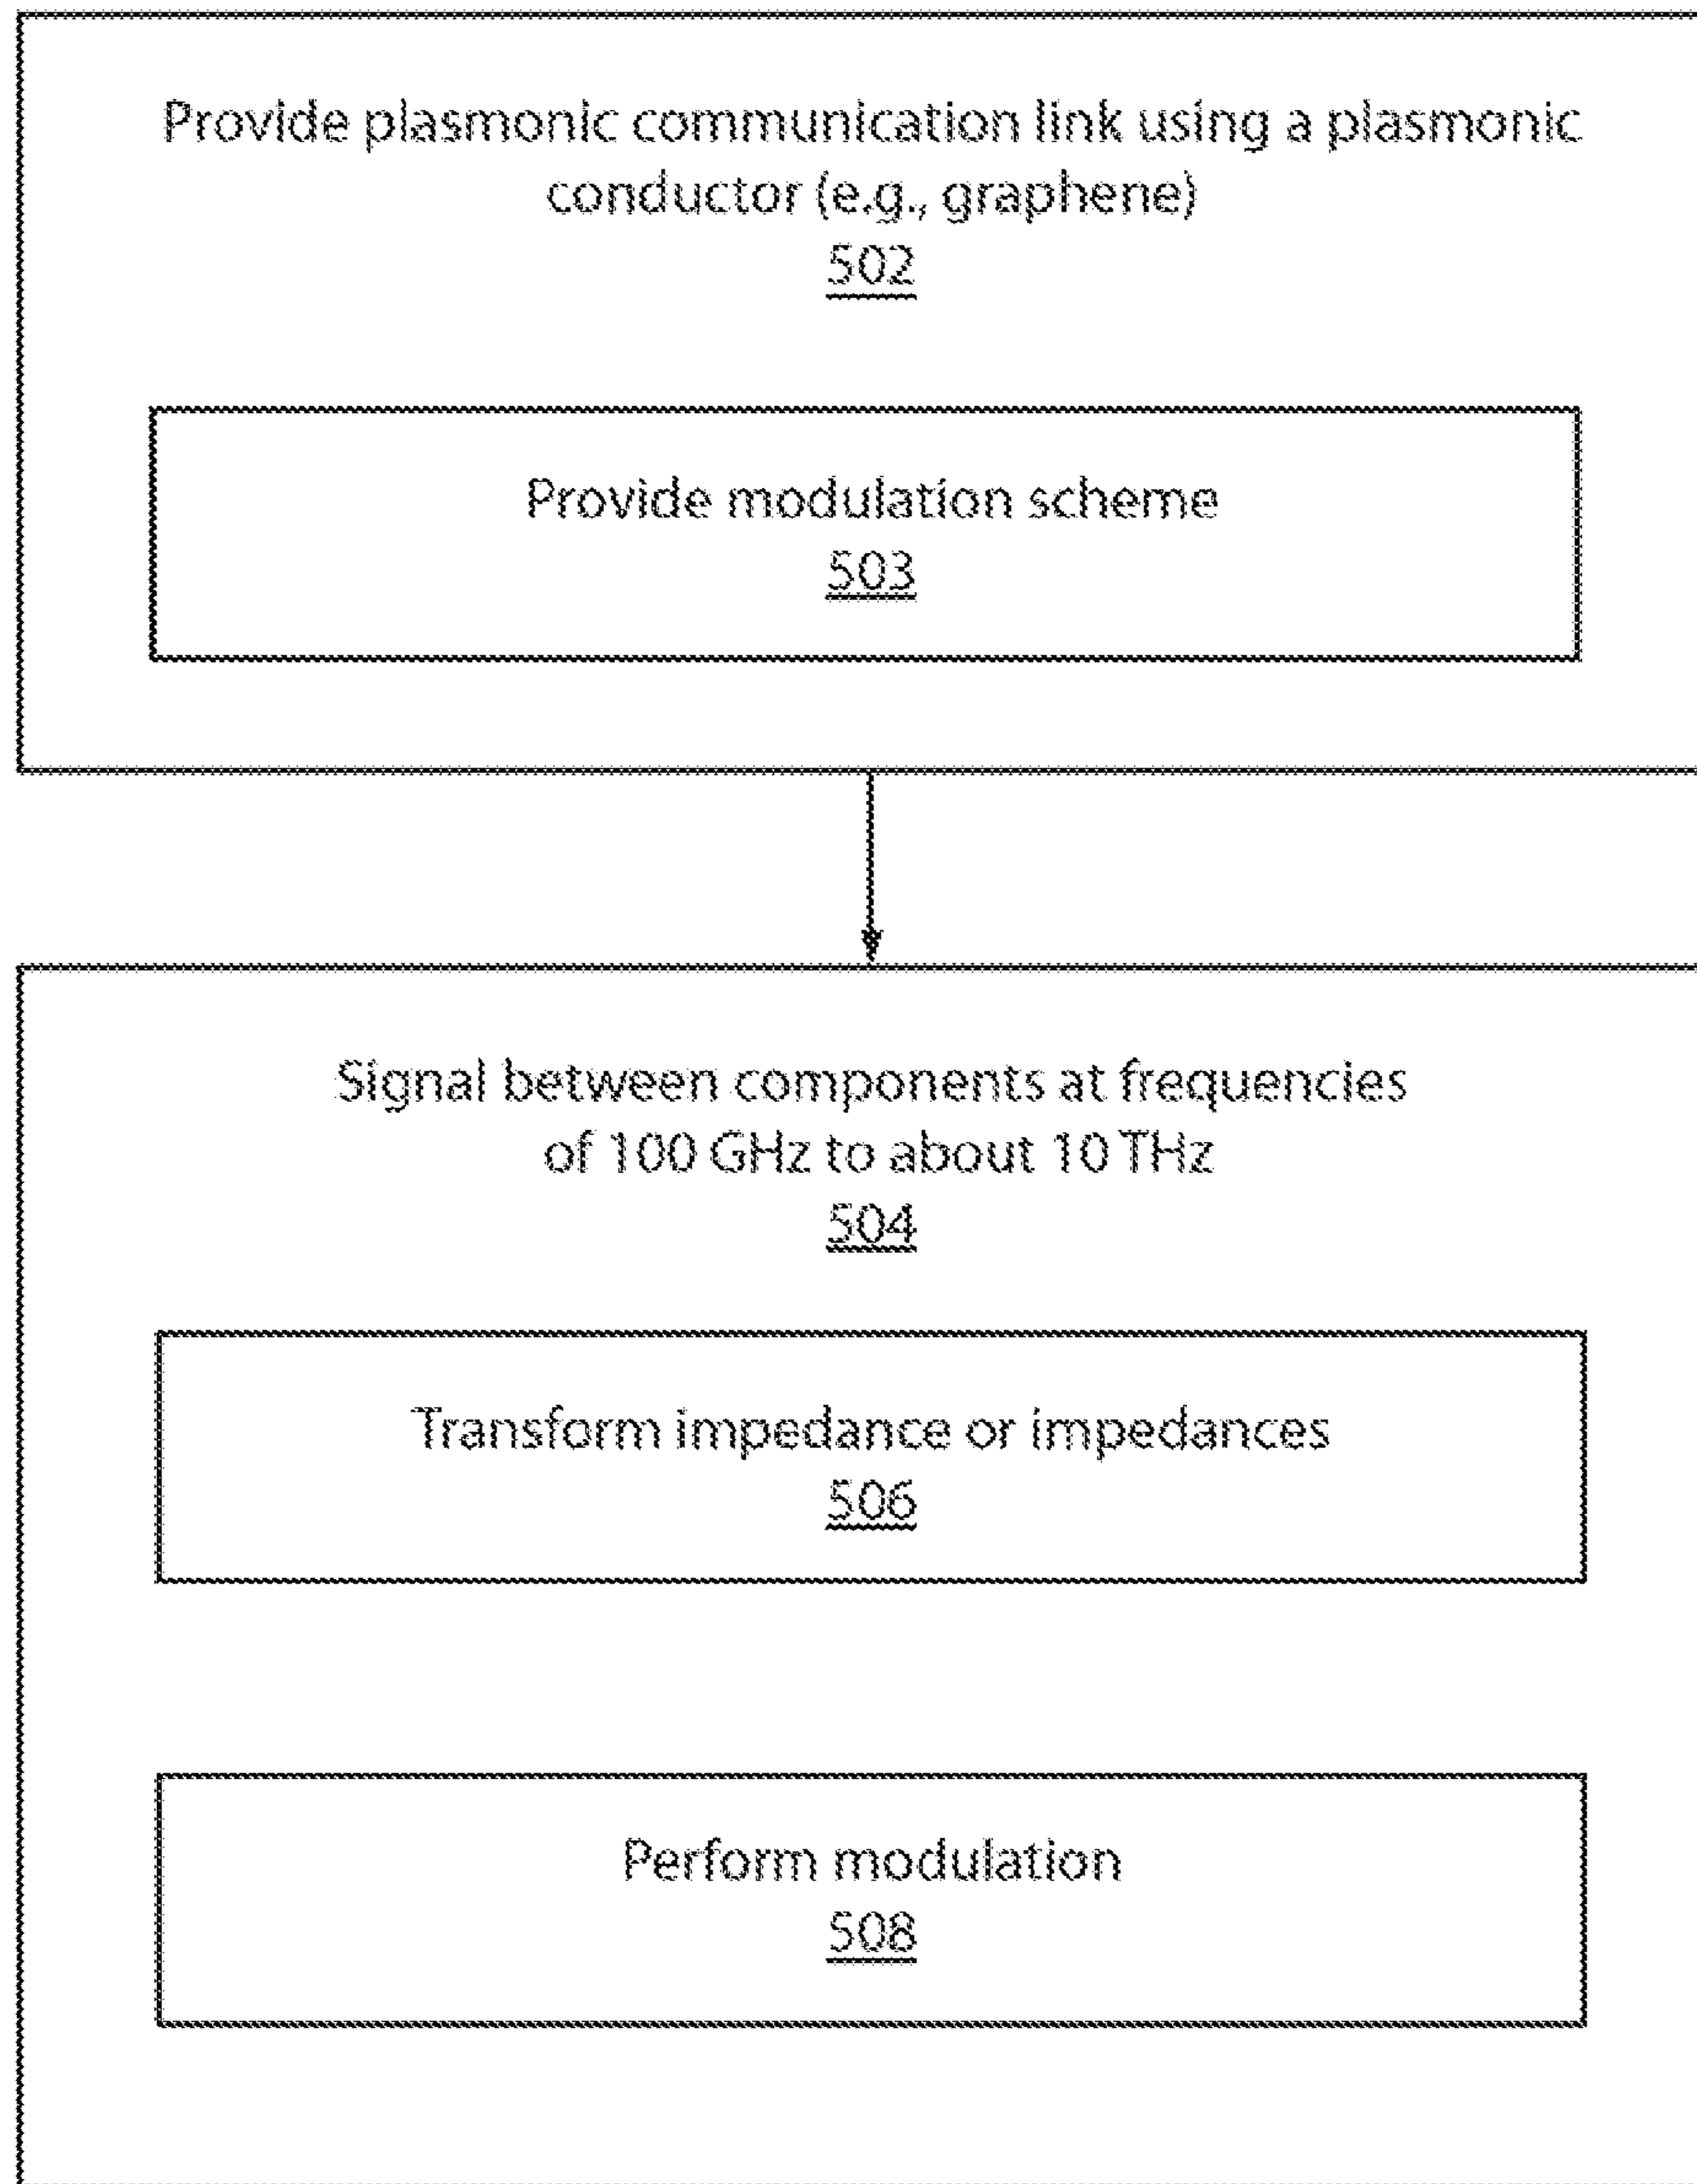 Provide plasmonic communication link using a plasmonic
conductor (e.g., graphene)
502
Provide modulation scheme
503
Signal between components at frequencies
of 100 GHz to about 10 THz
504
Transform impedance or impedances
506
Perform modulation
508